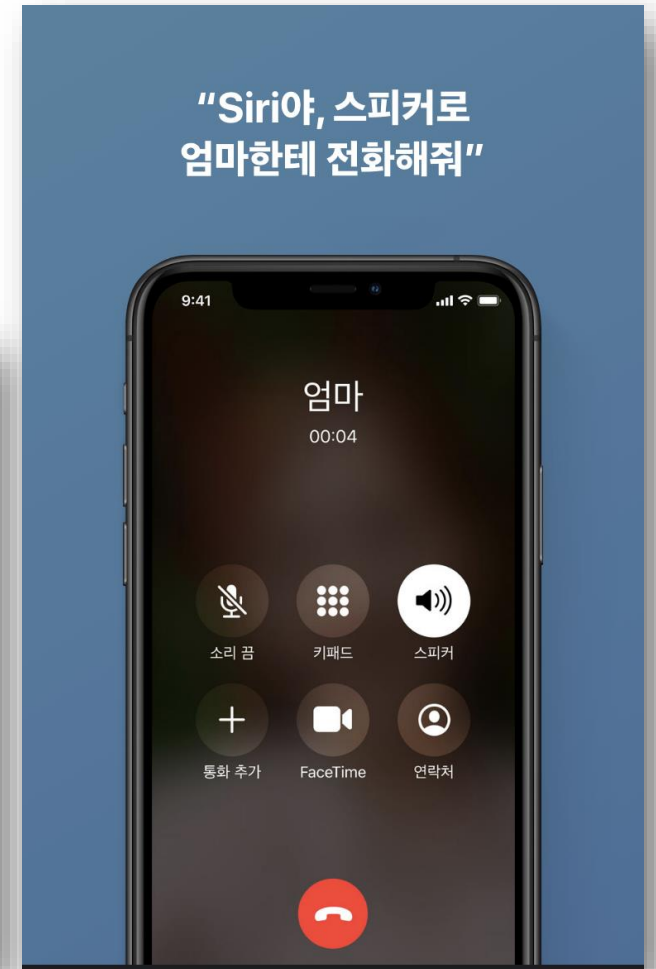 “Siri야, 스피커로
엄마한테 전화해줘”
9:41
엄마
00:04
소리 끔 키패드 스피커
통화 추가 FaceTime 연락처